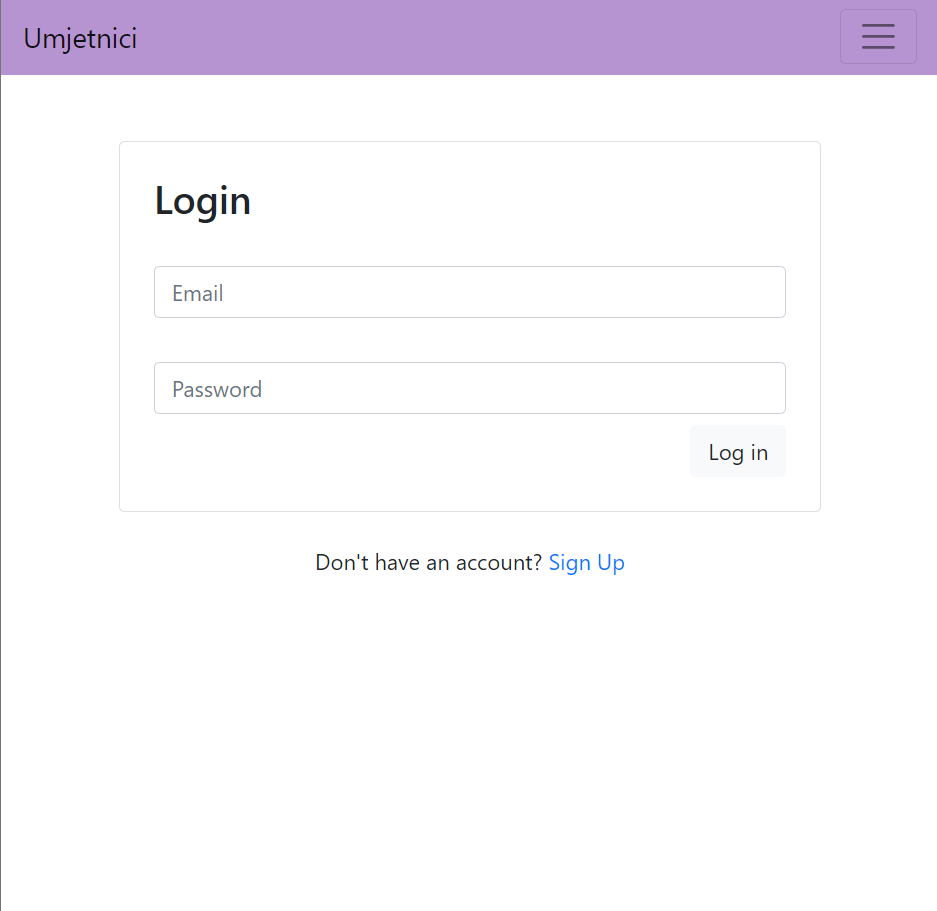 Umjetnici
Login
Email
Password
Log in
Don't have an account? Sign Up